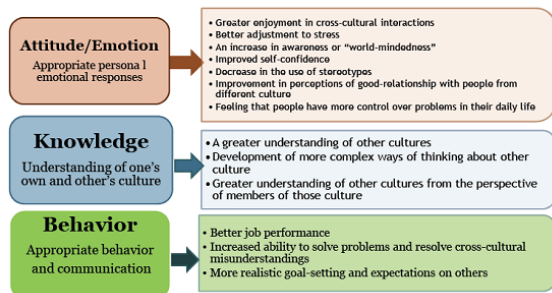 Attitude/Emotion
Appropriate persona l
emotional responses
• Greater enjoyment in cross-cultural interactions
• Better adjustment to stress
• An increase in awareness or “world-mindedness”
• Improved self-confidence
• Decrease in the use of stereotypes
• Improvement in perceptions of good-relationship with people from
different culture
• Feeling that people have more control over problems in their daily life
Knowledge
Understanding of one’s
own and other’s culture
• A greater understanding of other cultures
• Development of more complex ways of thinking about other
culture
• Greater understanding of other cultures from the perspective
of members of those culture
Behavior
Appropriate behavior
and communication
• Better job performance
• Increased ability to solve problems and resolve cross-cultural
misunderstandings
• More realistic goal-setting and expectations on others